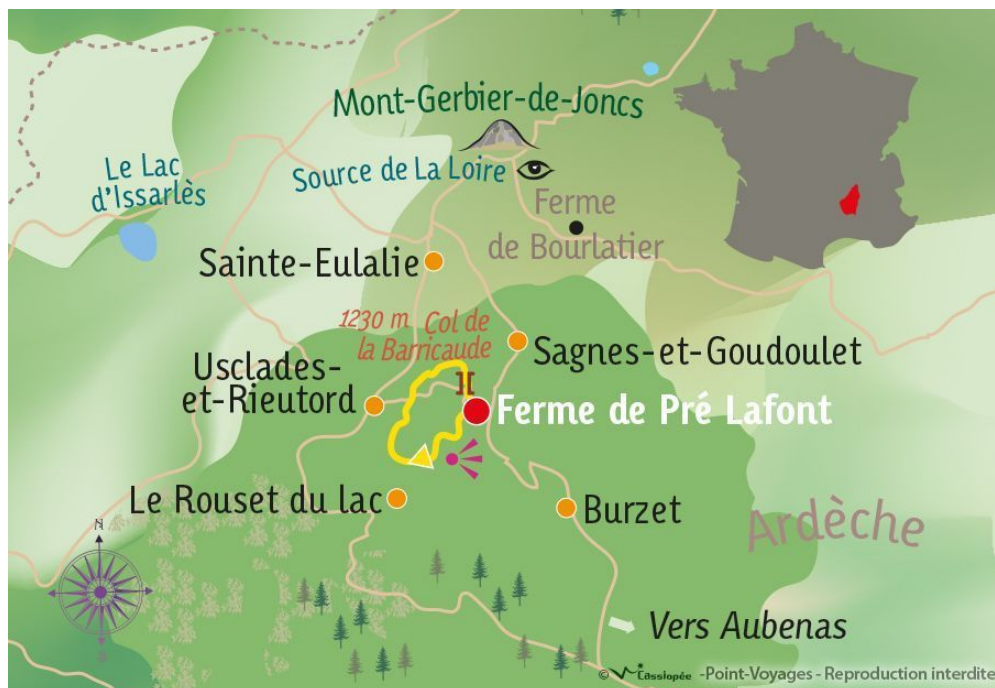 Mont-Gerbier-de-Joncs
Le Lac
d'Issarlès
Source de La Loire
Ferme
de Bourlatier
Sainte-Eulalie
1230 m Col de
la Barricaude
Sagnes-et-Goudoulet
Usclades-
et-Rieutord
Ferme de Pré Lafont
Le Rouset du lac
Burzet
Ardèche
N
Vers Aubenas
© Cassiopée -Point-Voyages - Reproduction interdite